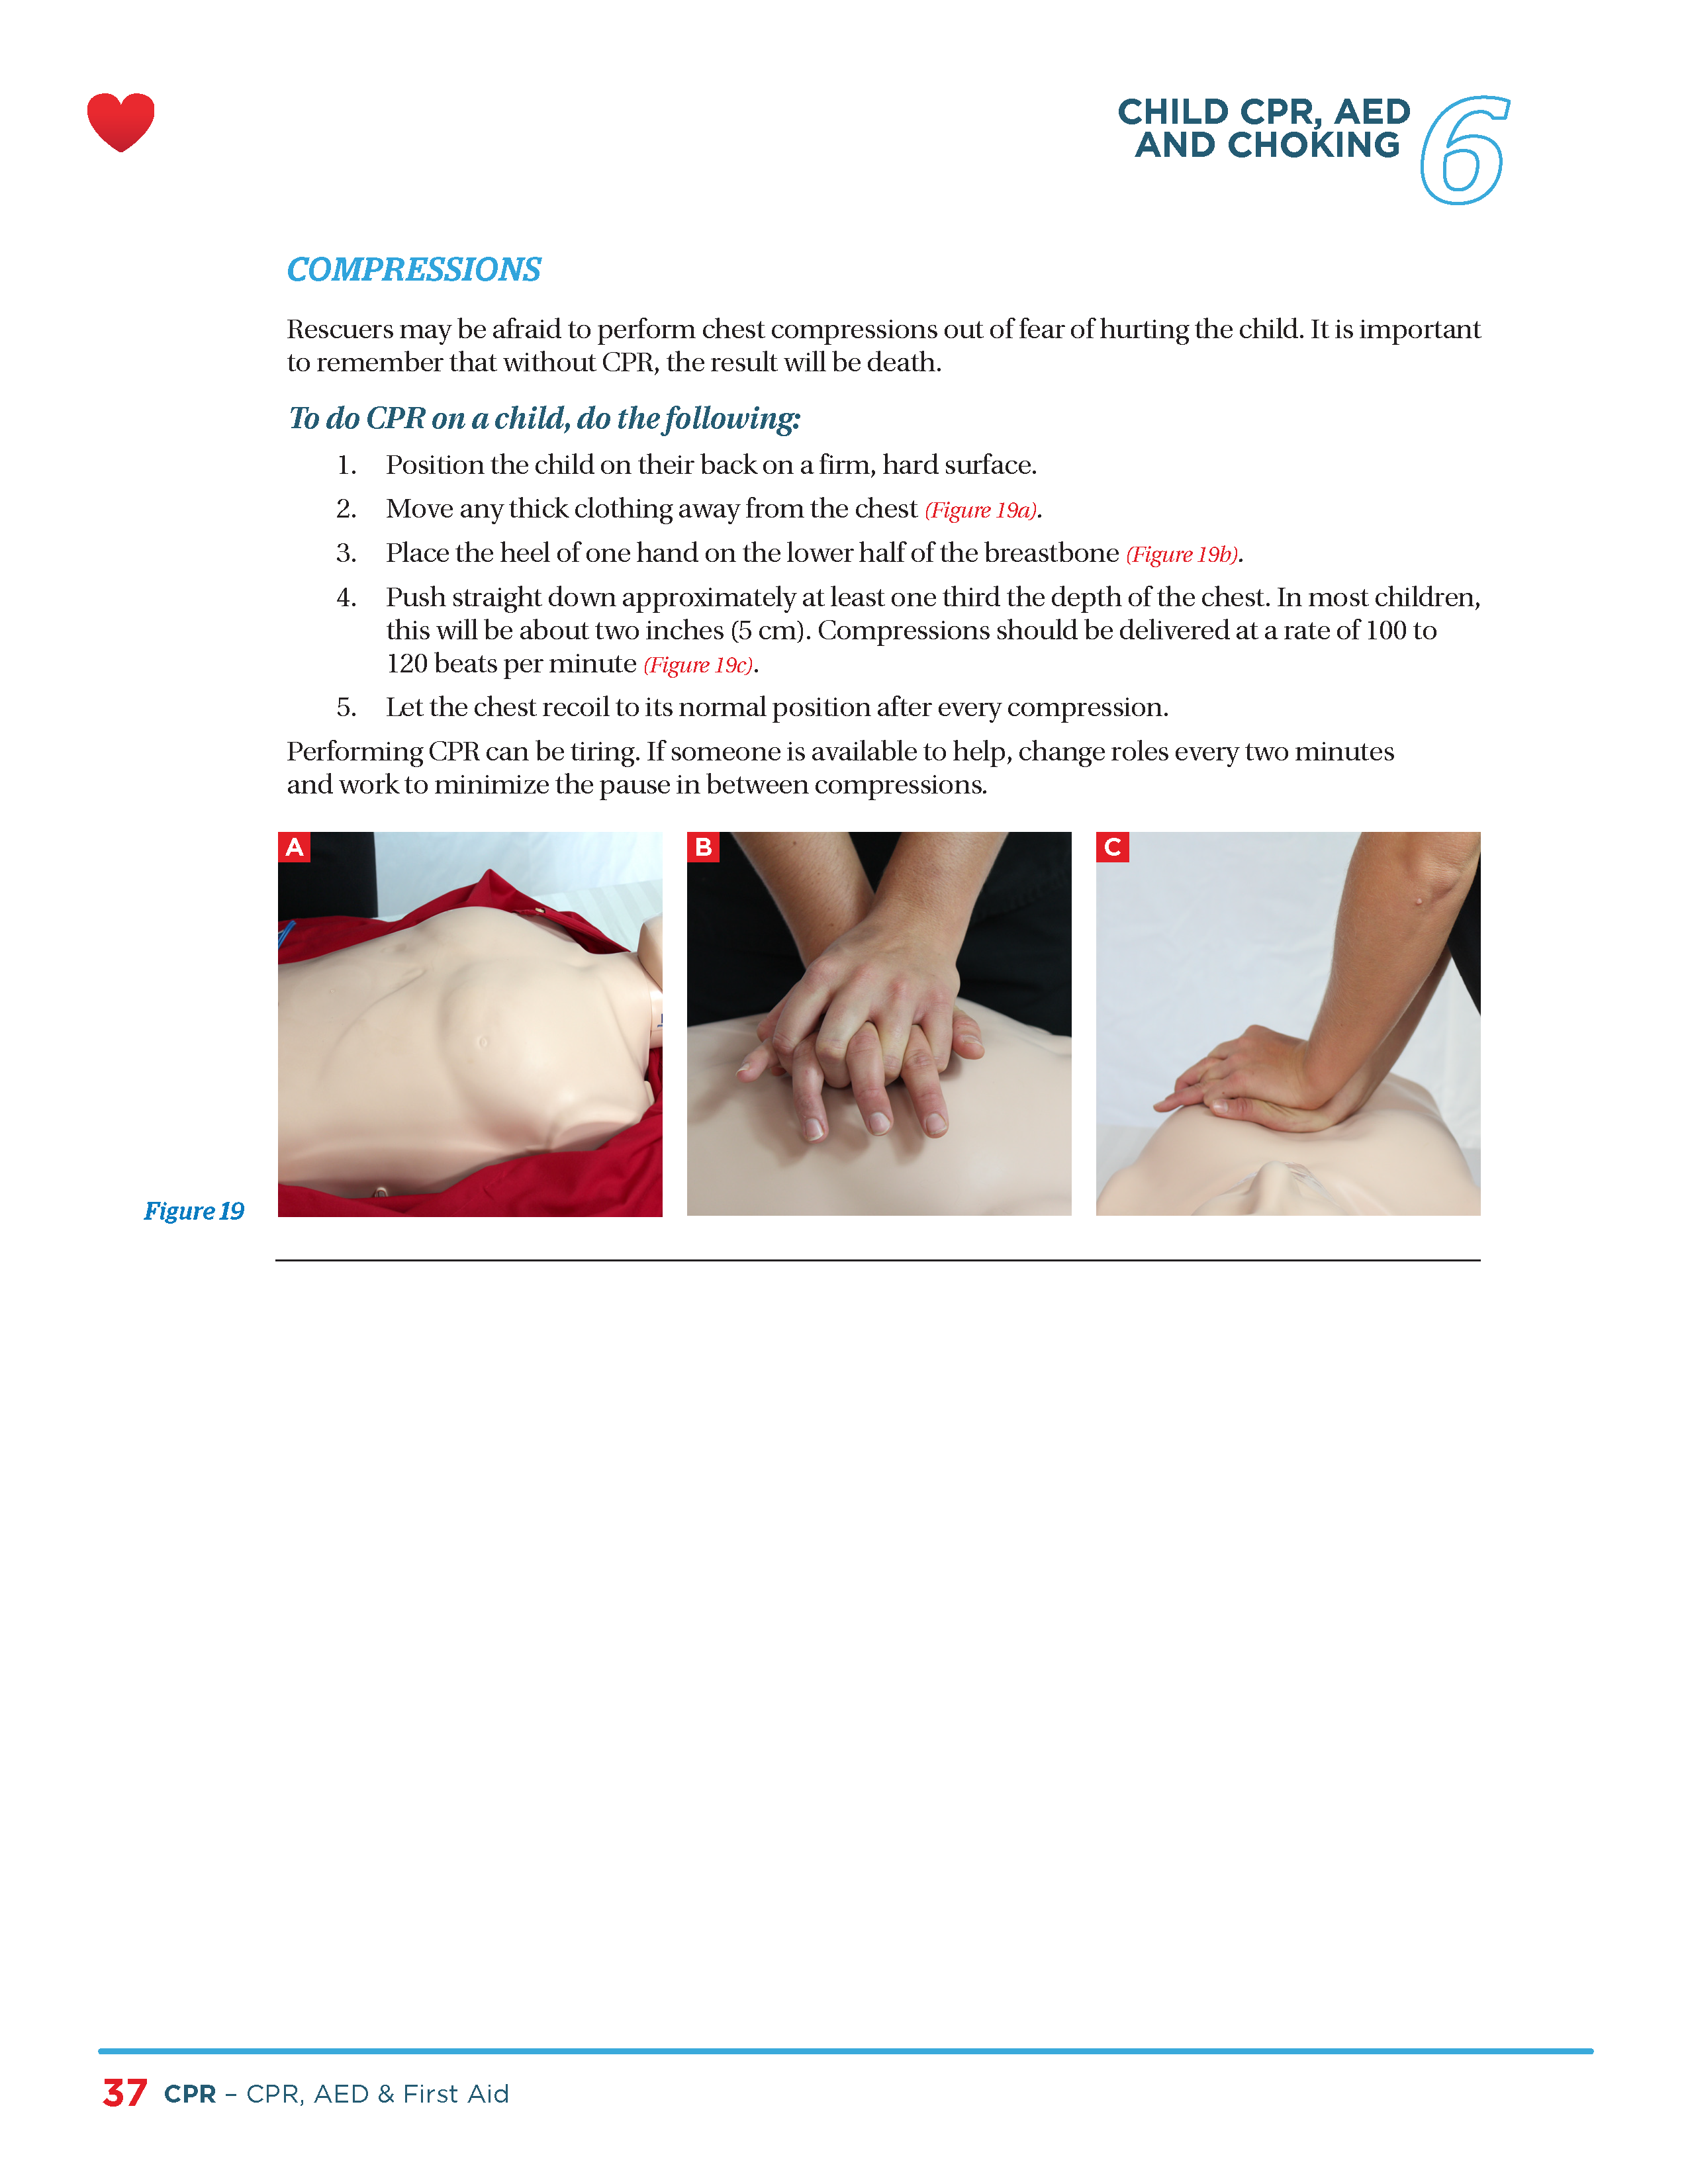 CHILD CPR, AED
AND CHOKING
6
COMPRESSIONS
Rescuers may be afraid to perform chest compressions out of fear of hurting the child. It is important
to remember that without CPR, the result will be death.
To do CPR on a child, do the following:
1. Position the child on their back on a firm, hard surface.
2. Move any thick clothing away from the chest (Figure 19a).
3. Place the heel of one hand on the lower half of the breastbone (Figure 19b).
4. Push straight down approximately at least one third the depth of the chest. In most children,
this will be about two inches (5 cm). Compressions should be delivered at a rate of 100 to
120 beats per minute (Figure 19c).
5. Let the chest recoil to its normal position after every compression.
Performing CPR can be tiring. If someone is available to help, change roles every two minutes
and work to minimize the pause in between compressions.
A
B
C
Figure 19
37 CPR – CPR, AED & First Aid